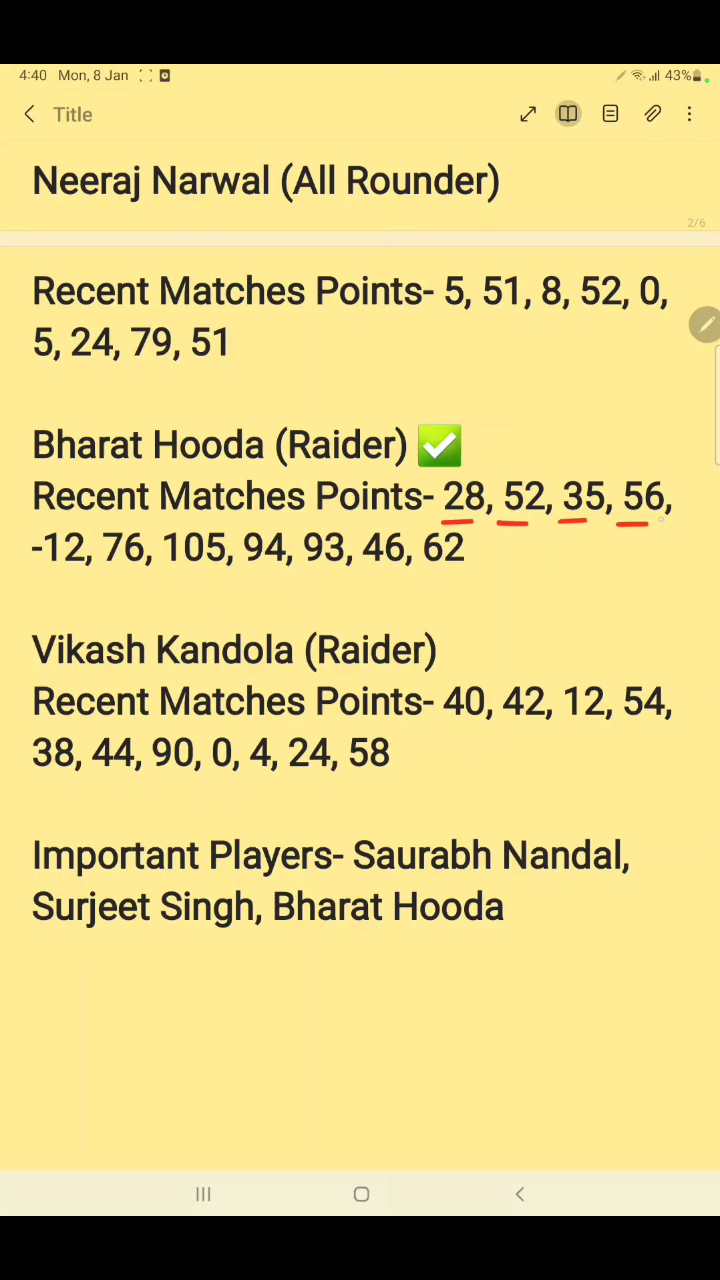 4:40 Mon, 8 Jan 43%
Title
Neeraj Narwal (All Rounder)
2/6
Recent Matches Points- 5, 51, 8, 52, 0,
5, 24, 79, 51
Bharat Hooda (Raider) ✅
Recent Matches Points- 28, 52, 35, 56,
-12, 76, 105, 94, 93, 46, 62
Vikash Kandola (Raider)
Recent Matches Points- 40, 42, 12, 54,
38, 44, 90, 0, 4, 24, 58
Important Players- Saurabh Nandal,
Surjeet Singh, Bharat Hooda